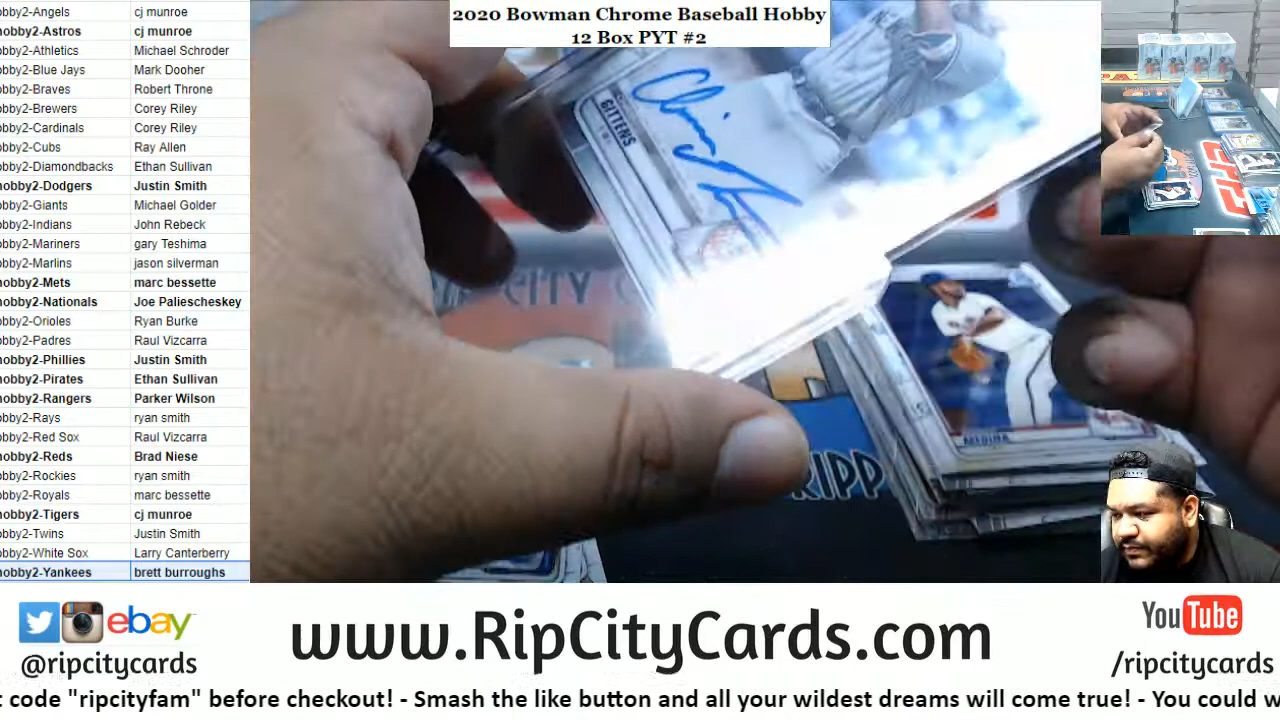 2020 Bowman Chrome Baseball Hobby
12 Box PYT #2
obby2-Angels cj munroe
hobby2-Astros cj munroe
obby2-Athletics Michael Schroder
obby2-Blue Jays Mark Dooher
obby2-Braves Robert Throne
obby2-Brewers Corey Riley
obby2-Cardinals Corey Riley
obby2-Cubs Ray Allen
obby2-Diamondbacks Ethan Sullivan
hobby2-Dodgers Justin Smith
obby2-Giants Michael Golder
obby2-Indians John Rebeck
obby2-Mariners gary Teshima
obby2-Marlins jason silverman
hobby2-Mets marc bessette
hobby2-Nationals Joe Paliescheskey
obby2-Orioles Ryan Burke
obby2-Padres Raul Vizcarra
hobby2-Phillies Justin Smith
hobby2-Pirates Ethan Sullivan
hobby2-Rangers Parker Wilson
obby2-Rays ryan smith
obby2-Red Sox Raul Vizcarra
hobby2-Reds Brad Niese
obby2-Rockies ryan smith
obby2-Royals marc bessette
hobby2-Tigers cj munroe
obby2-Twins Justin Smith
obby2-White Sox Larry Canterberry
hobby2-Yankees brett burroughs
GITTENS
MEDINA
CITY
RIPP
ebay
@ripcitycards
www.RipCityCards.com
YouTube
/ripcitycards
t code "ripcityfam" before checkout! - Smash the like button and all your wildest dreams will come true! - You could w